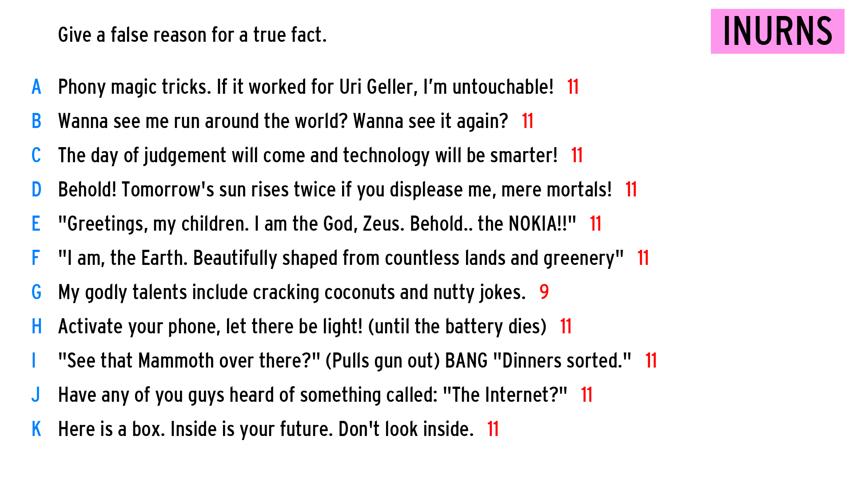 Give a false reason for a true fact.
INURNS
A Phony magic tricks. If it worked for Uri Geller, I'm untouchable! 11
B Wanna see me run around the world? Wanna see it again? 11
C The day of judgement will come and technology will be smarter! 11
D Behold! Tomorrow's sun rises twice if you displease me, mere mortals! 11
E "Greetings, my children. I am the God, Zeus. Behold.. the NOKIA!!" 11
F "I am, the Earth. Beautifully shaped from countless lands and greenery" 11
G My godly talents include cracking coconuts and nutty jokes. 9
H Activate your phone, let there be light! (until the battery dies) 11
I "See that Mammoth over there?" (Pulls gun out) BANG "Dinners sorted." 11
J Have any of you guys heard of something called: "The Internet?" 11
K Here is a box. Inside is your future. Don't look inside. 11